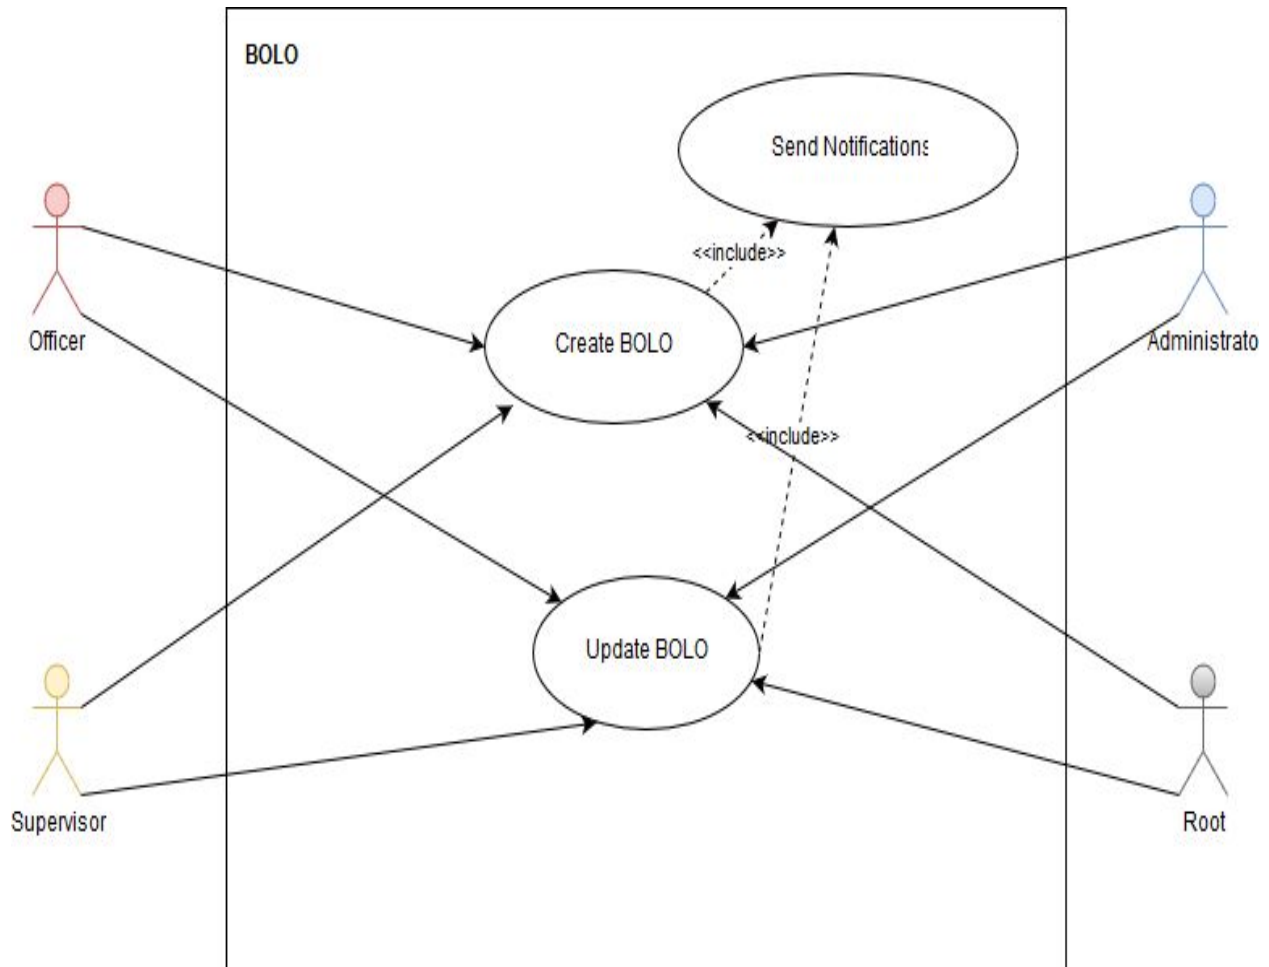 BOLO
Send Notifications
<<include>>
Officer
Create BOLO
Administrato
<<include>>
Update BOLO
Supervisor
Root